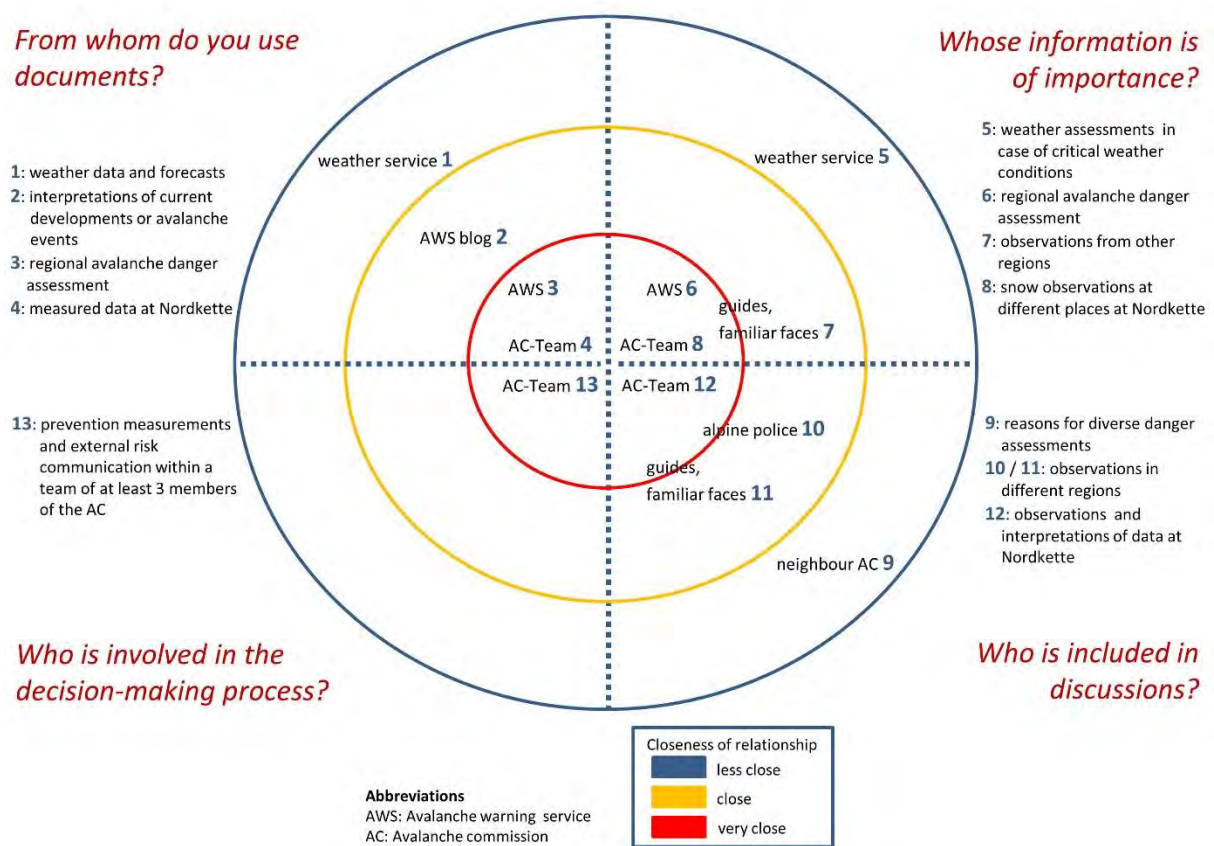 From whom do you use
documents?
1: weather data and forecasts
2: interpretations of current
developments or avalanche
events
3: regional avalanche danger
assessment
4: measured data at Nordkette
Whose information is
of importance?
5: weather assessments in
case of critical weather
conditions
6: regional avalanche danger
assessment
7: observations from other
regions
8: snow observations at
different places at Nordkette
weather service 1
AWS blog 2
AWS 3
AC-Team 4
weather service 5
AWS 6
guides,
familiar faces 7
AC-Team 8
AC-Team 13
AC-Team 12
alpine police 10
guides,
familiar faces 11
neighbour AC 9
13: prevention measurements
and external risk
communication within a
team of at least 3 members
of the AC
Who is involved in the
decision-making process?
9: reasons for diverse danger
assessments
10 / 11: observations in
different regions
12: observations and
interpretations of data at
Nordkette
Who is included in
discussions?
Abbreviations
AWS: Avalanche warning service
AC: Avalanche commission
Closeness of relationship
less close
close
very close